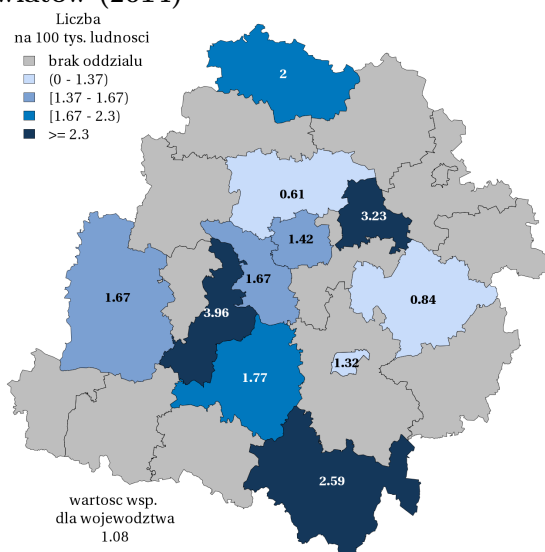 (2014)
Liczba
na 100 tys. ludnosci
brak oddzialu
(0 - 1.37)
[1.37 - 1.67)
[1.67 - 2.3)
>= 2.3
2
0.61
3.23
1.42
1.67
1.67
0.84
3.96
1.32
1.77
2.59
wartosc wsp.
dla wojewodztwa
1.08